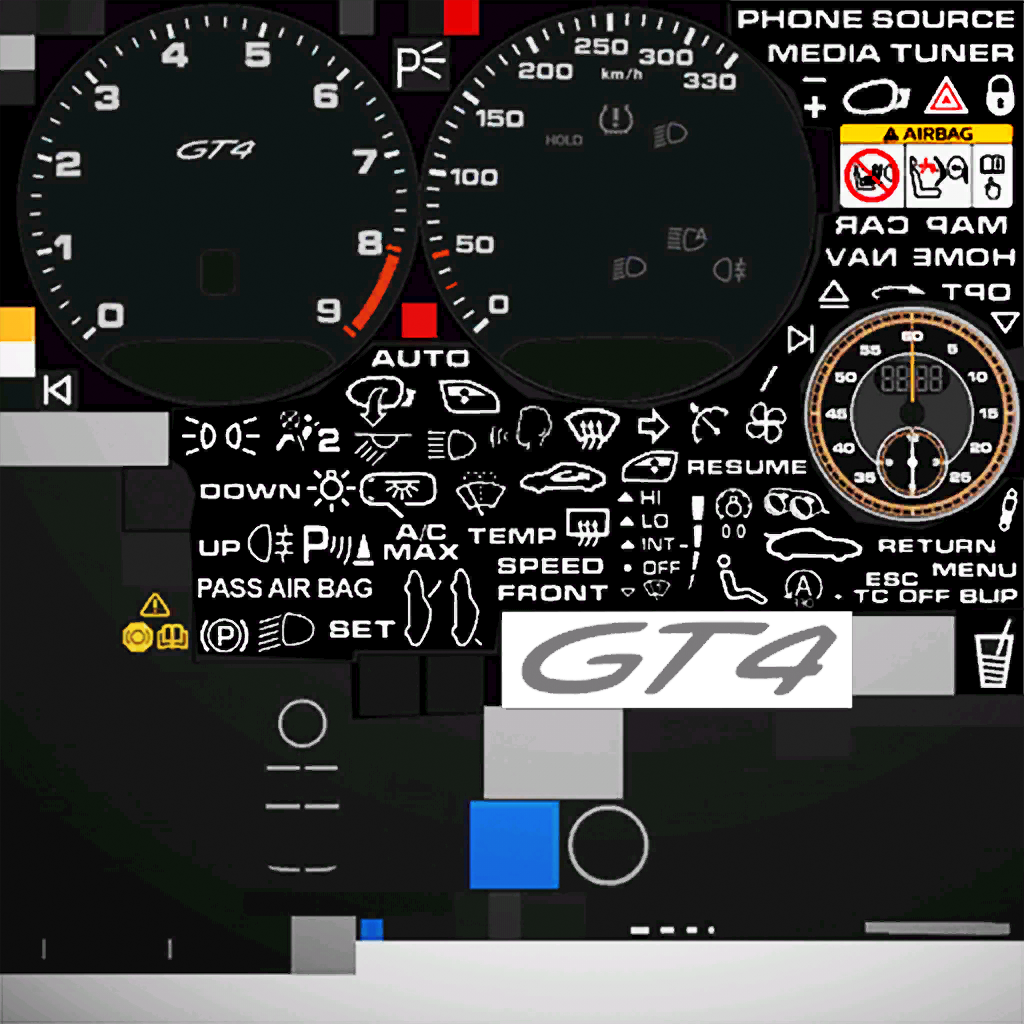 PHONE SOURCE
MEDIA TUNER
4 5
3 6
2 7
1 8
0 9
GT4
P
250 300
200 330
km/h
150
100
50
0
HOLD
A
AIRBAG
MAP CAR
HOME NAV
OPT
60
55 5
50 10
45 15
40 20
35 25
88:88
AUTO
2
RESUME
DOWN
HI
LO
INT
OFF
A/C
MAX
TEMP
UP
P
SPEED
FRONT
RETURN
MENU
ESC
TC OFF BLIP
PASS AIR BAG
A
P
SET
GT4